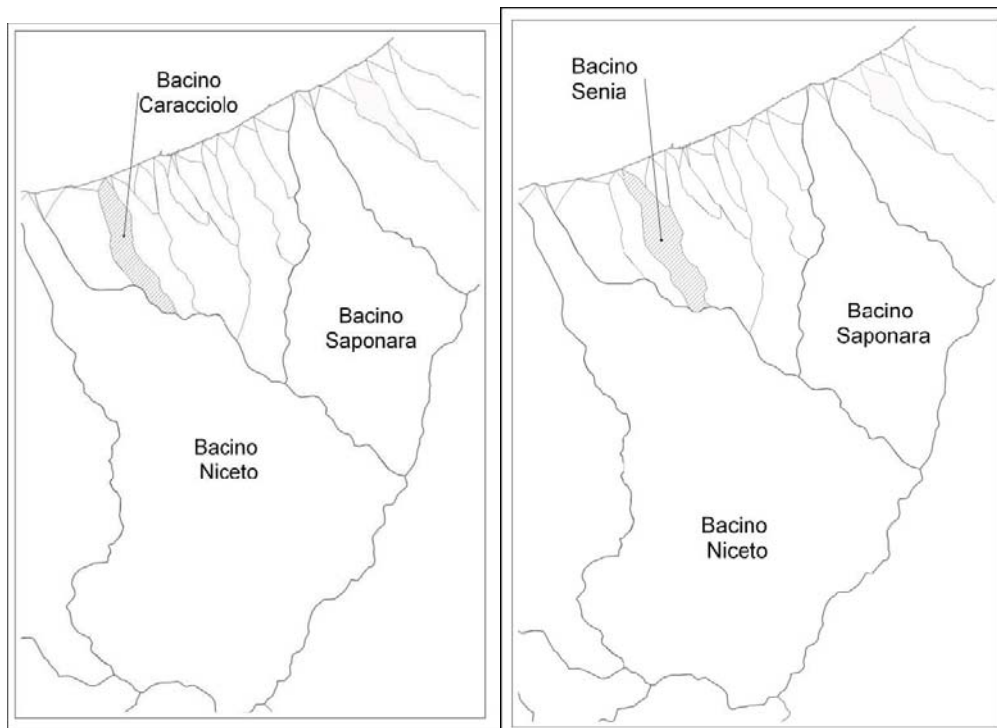 Bacino
Caracciolo
Bacino
Saponara
Bacino
Niceto
Bacino
Senia
Bacino
Saponara
Bacino
Niceto